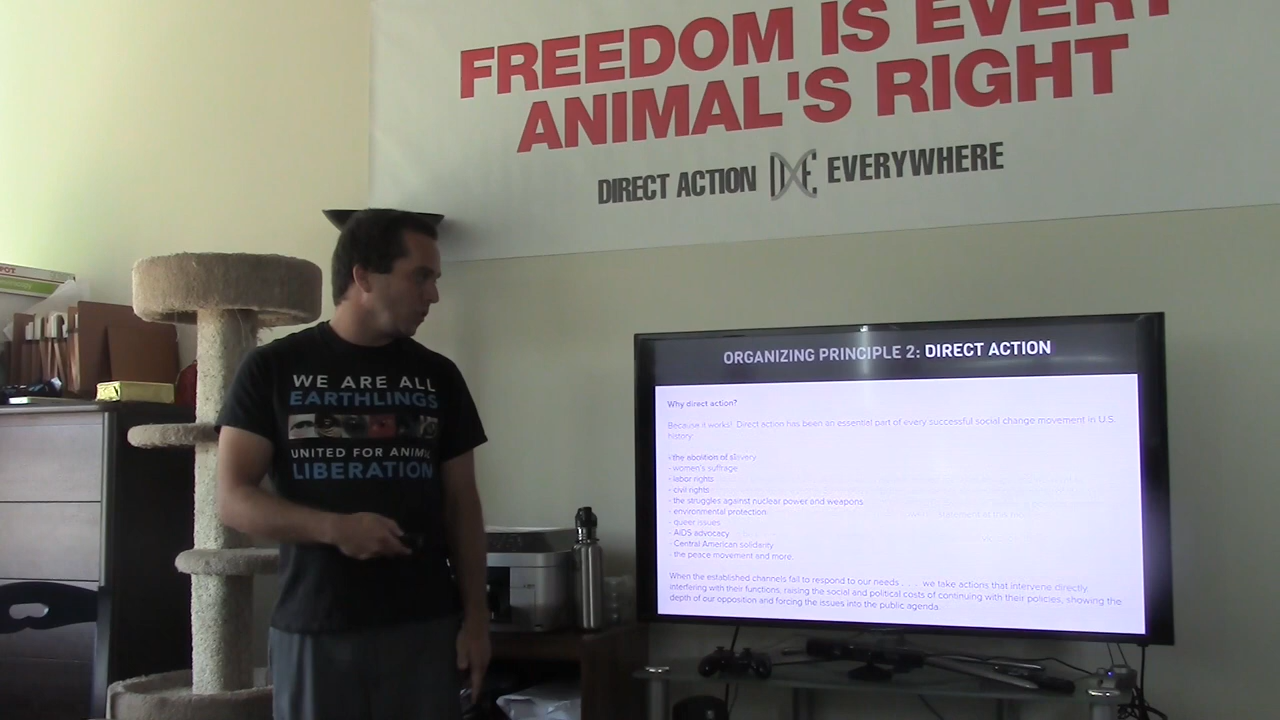 FREEDOM IS EVERY
ANIMAL'S RIGHT
DIRECT ACTION DXE EVERYWHERE
WE ARE ALL
EARTHLINGS
UNITED FOR ANIMAL
LIBERATION
ORGANIZING PRINCIPLE 2: DIRECT ACTION
Why direct action?
Because it works! Direct action has been an essential part of every successful social change movement in U.S.
history:
- the abolition of slavery
- women's suffrage
- labor rights
- civil rights
- the struggles against nuclear power and weapons
- environmental protection
- queer issues
- AIDS advocacy
- Central American solidarity
- the peace movement and more.
When the established channels fail to respond to our needs . . . we take actions that intervene directly,
interfering with their functions, raising the social and political costs of continuing with their policies, showing the
depth of our opposition and forcing the issues into the public agenda.